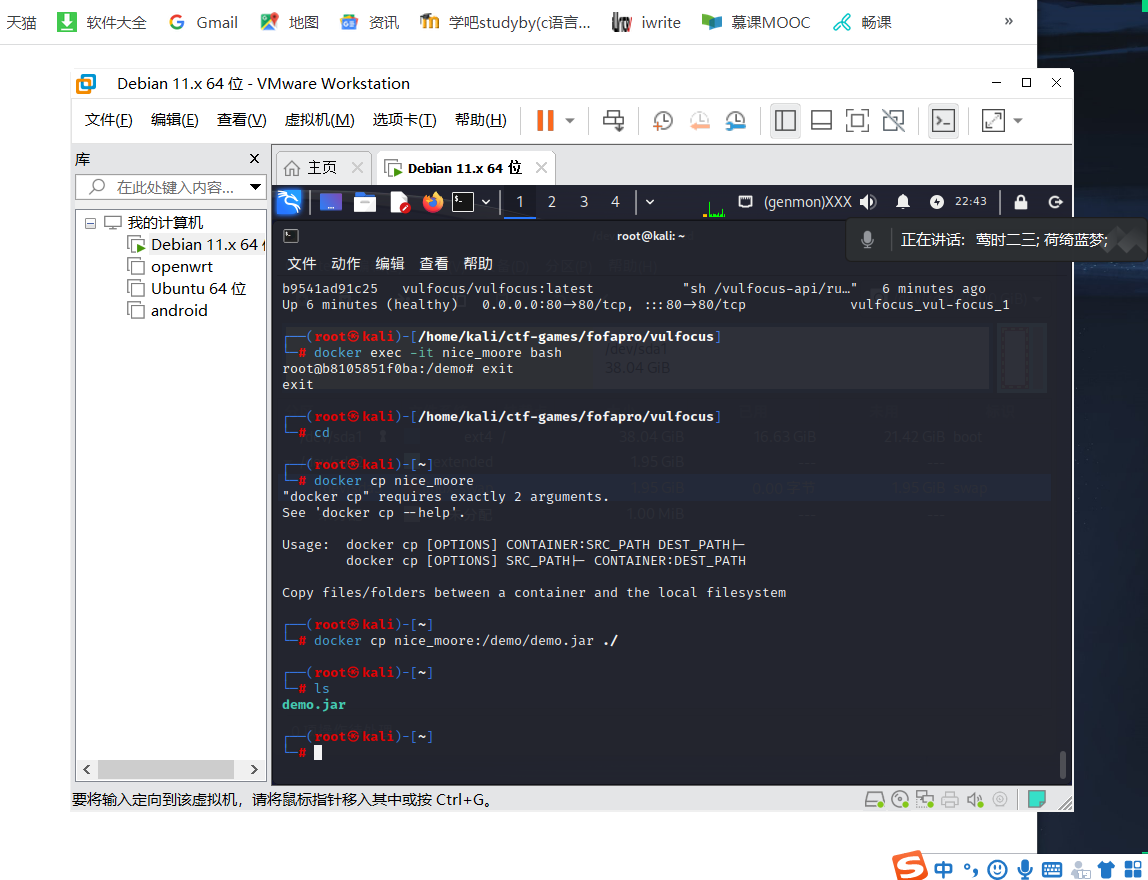 天猫 软件大全 Gmail 地图 资讯 学吧studyby(c语言... iwrite 慕课MOOC 畅课 »
Debian 11.x 64 位 - VMware Workstation
文件(F) 编辑(E) 查看(V) 虚拟机(M) 选项卡(T) 帮助(H)
库
在此处键入内容...
我的计算机
Debian 11.x 64 位
openwrt
Ubuntu 64 位
android
主页 Debian 11.x 64 位
1 2 3 4 (genmon)XXX 22:43
正在讲话: 莺时二三; 荷绮蓝梦;
root@kali: ~
文件 动作 编辑 查看 帮助
b9541ad91c25 vulfocus/vulfocus:latest "sh /vulfocus-api/ru…" 6 minutes ago
Up 6 minutes (healthy) 0.0.0.0:80→80/tcp, :::80→80/tcp vulfocus_vul-focus_1
┌──(root㉿kali)-[/home/kali/ctf-games/fofapro/vulfocus]
└─# docker exec -it nice_moore bash
root@b8105851f0ba:/demo# exit
exit
┌──(root㉿kali)-[/home/kali/ctf-games/fofapro/vulfocus]
└─# cd
┌──(root㉿kali)-[~]
└─# docker cp nice_moore
"docker cp" requires exactly 2 arguments.
See 'docker cp --help'.
Usage: docker cp [OPTIONS] CONTAINER:SRC_PATH DEST_PATH|-
docker cp [OPTIONS] SRC_PATH|- CONTAINER:DEST_PATH
Copy files/folders between a container and the local filesystem
┌──(root㉿kali)-[~]
└─# docker cp nice_moore:/demo/demo.jar ./
┌──(root㉿kali)-[~]
└─# ls
demo.jar
┌──(root㉿kali)-[~]
└─#
要将输入定向到该虚拟机，请将鼠标指针移入其中或按 Ctrl+G。
中